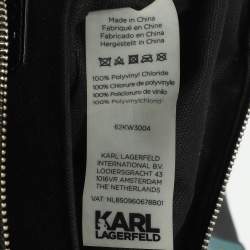 Made in China
Fabriqué en Chine
Fabricado en China
Hergestellt in China
100% Polyvinyl Chloride
100% Chlorure de polyvinyle
100% Policloruro de vinilo
100% Polyvinylchlorid
62KW3004
KARL LAGERFELD
INTERNATIONAL B.V.
LOOIERSGRACHT 43
1016VR AMSTERDAM
THE NETHERLANDS
VAT: NL850960678B01
KARL
LAGERFELD